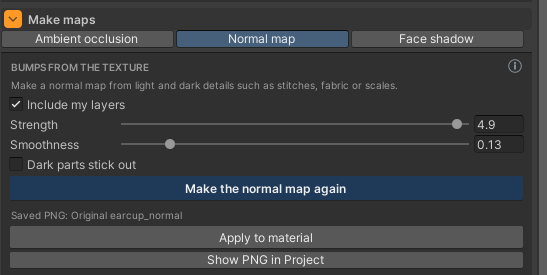 Make maps
Ambient occlusion Normal map Face shadow
BUMPS FROM THE TEXTURE
Make a normal map from light and dark details such as stitches, fabric or scales.
Include my layers
Strength 4.9
Smoothness 0.13
Dark parts stick out
Make the normal map again
Saved PNG: Original earcup_normal
Apply to material
Show PNG in Project